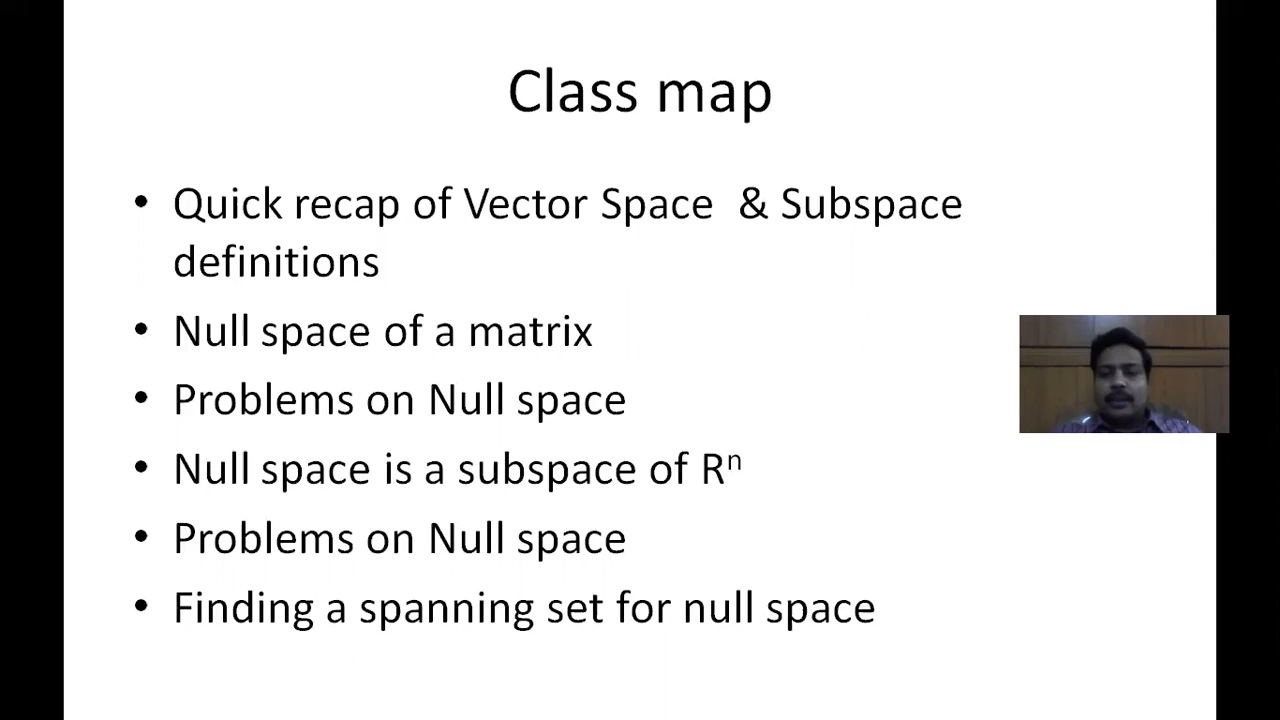 Class map
• Quick recap of Vector Space & Subspace
definitions
• Null space of a matrix
• Problems on Null space
• Null space is a subspace of Rⁿ
• Problems on Null space
• Finding a spanning set for null space